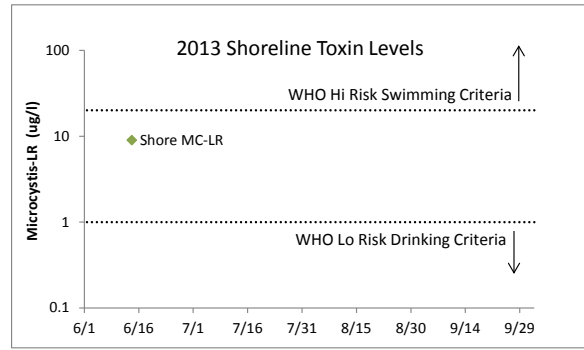 2013 Shoreline Toxin Levels
Microcystis-LR (ug/l)
100
10
1
0.1
WHO Hi Risk Swimming Criteria
Shore MC-LR
WHO Lo Risk Drinking Criteria
6/1 6/16 7/1 7/16 7/31 8/15 8/30 9/14 9/29